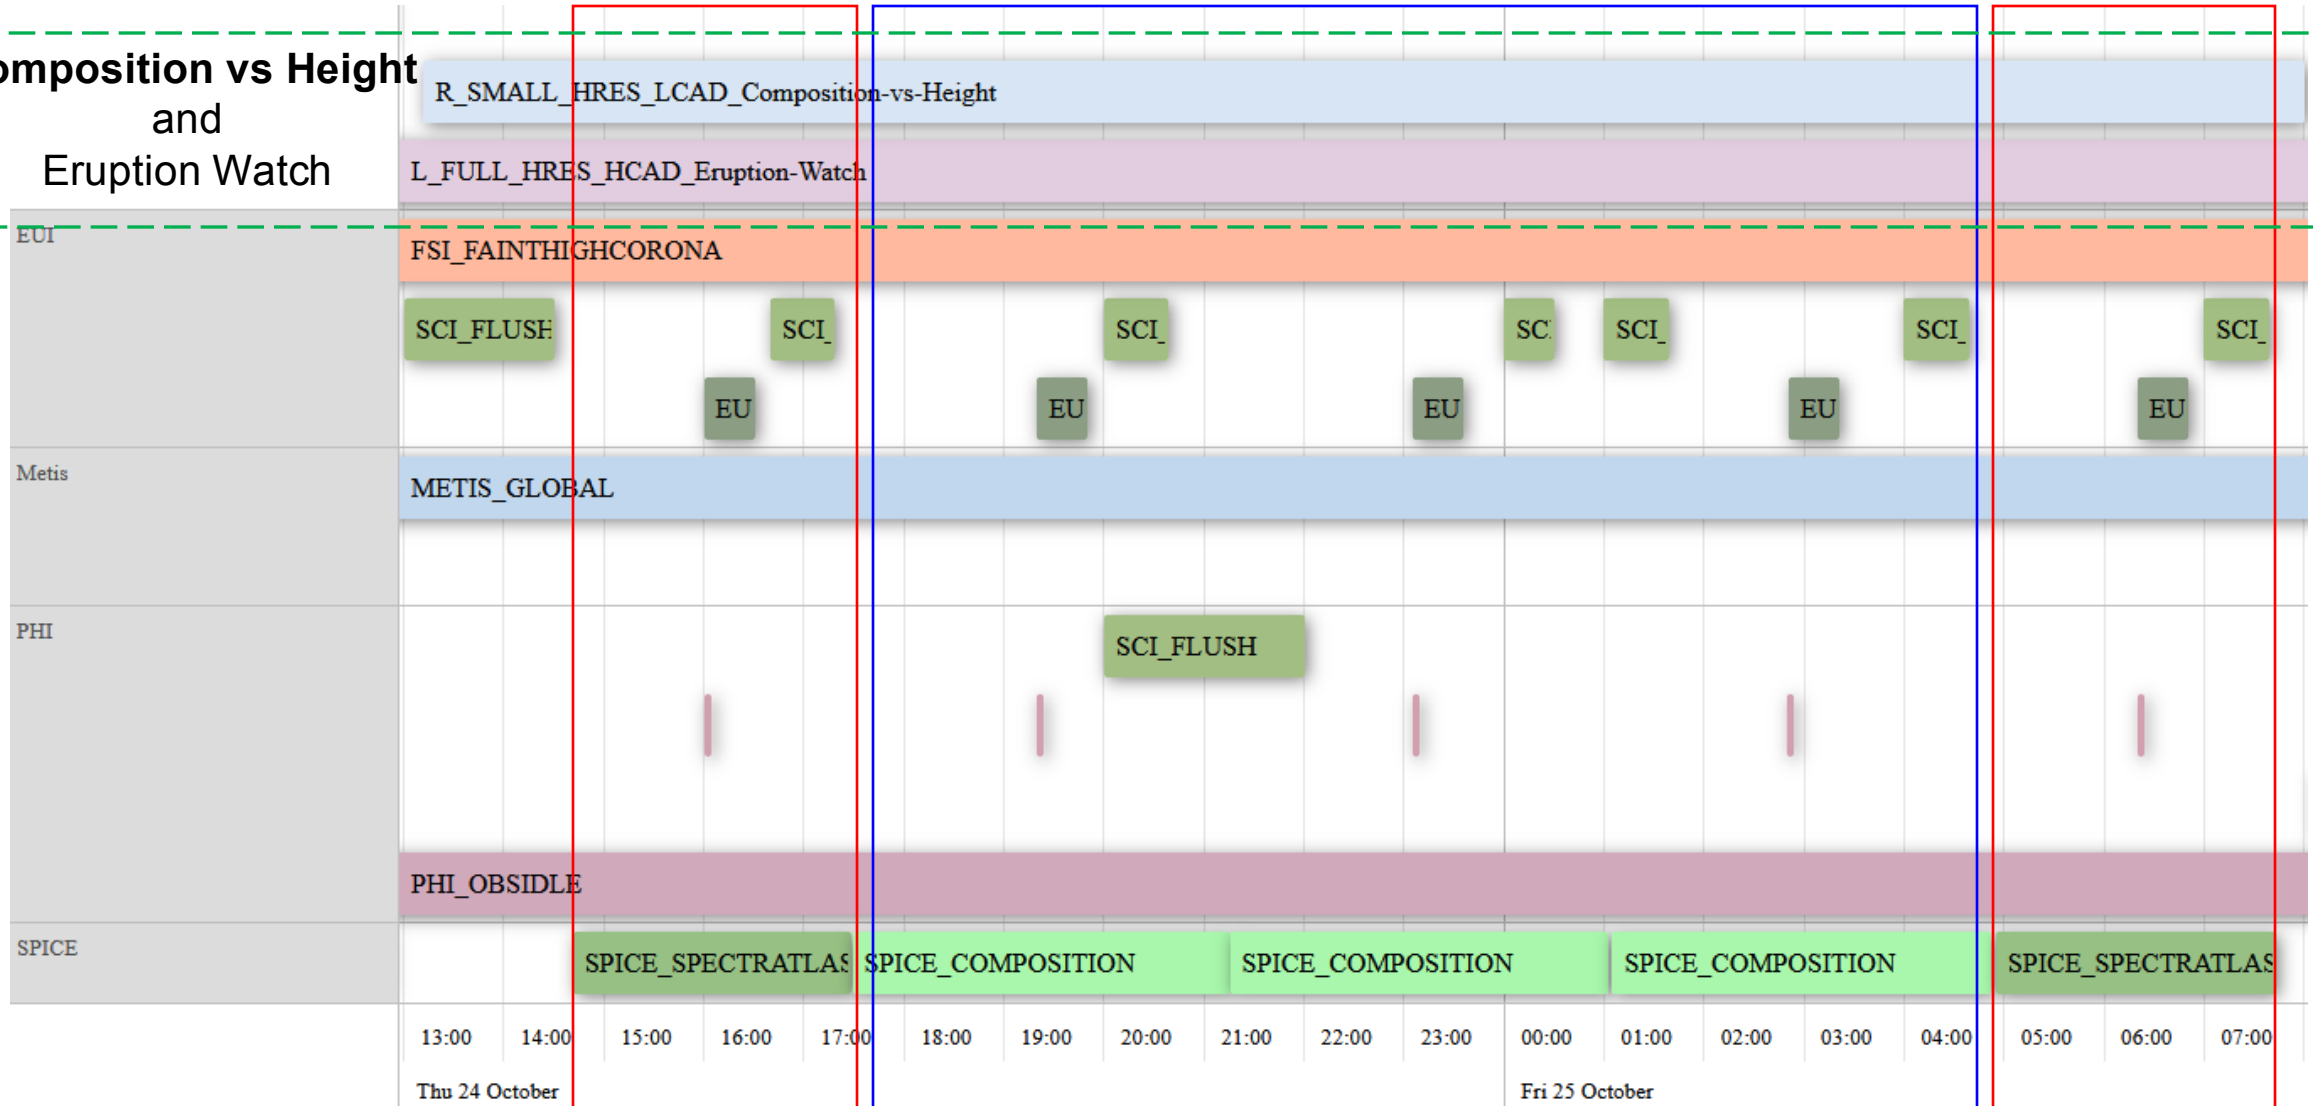 omposition vs Height
and
Eruption Watch
R_SMALL_HRES_LCAD_Composition-vs-Height
L_FULL_HRES_HCAD_Eruption-Watch
EUI
FSI_FAINTHIGHCORONA
SCI_FLUSH SCI_ SCI_ SC SCI_ SCI_ SCI_
EU EU EU EU EU
Metis
METIS_GLOBAL
PHI
SCI_FLUSH
PHI_OBSIDLE
SPICE
SPICE_SPECTRATLAS SPICE_COMPOSITION SPICE_COMPOSITION SPICE_COMPOSITION SPICE_SPECTRATLAS
13:00 14:00 15:00 16:00 17:00 18:00 19:00 20:00 21:00 22:00 23:00 00:00 01:00 02:00 03:00 04:00 05:00 06:00 07:00
Thu 24 October Fri 25 October